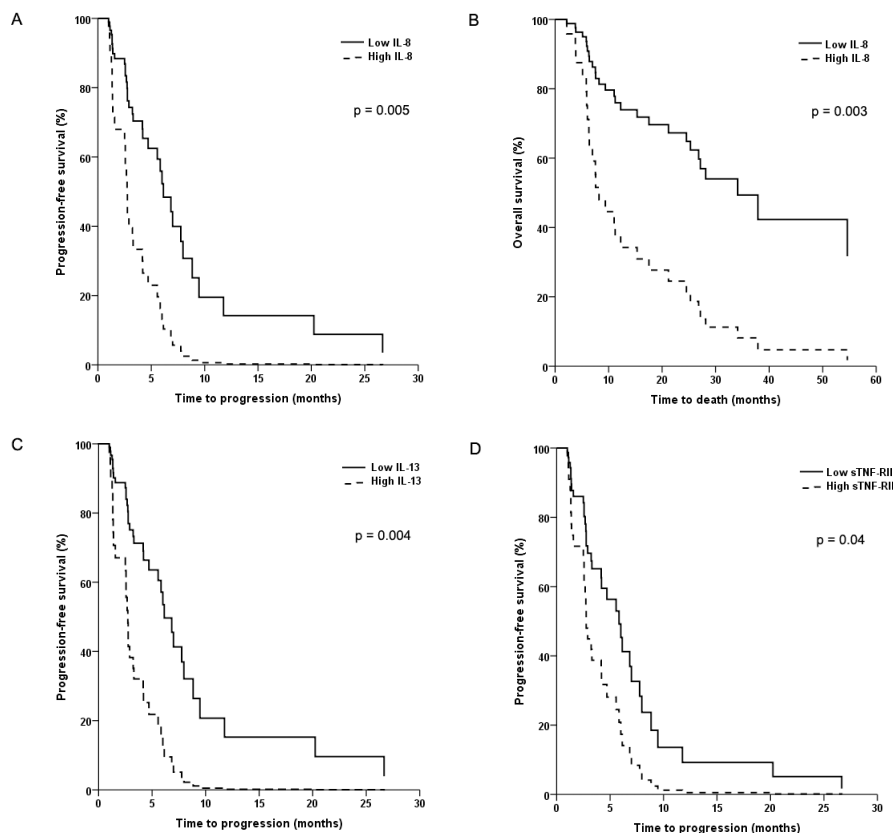 A
Progression-free survival (%)
100
80
60
40
20
0
0 5 10 15 20 25 30
Time to progression (months)
Low IL-8
High IL-8
p = 0.005
B
Overall survival (%)
100
80
60
40
20
0
0 10 20 30 40 50 60
Time to death (months)
Low IL-8
High IL-8
p = 0.003
C
Progression-free survival (%)
100
80
60
40
20
0
0 5 10 15 20 25 30
Time to progression (months)
Low IL-13
High IL-13
p = 0.004
D
Progression-free survival (%)
100
80
60
40
20
0
0 5 10 15 20 25 30
Time to progression (months)
Low sTNF-RII
High sTNF-RII
p = 0.04